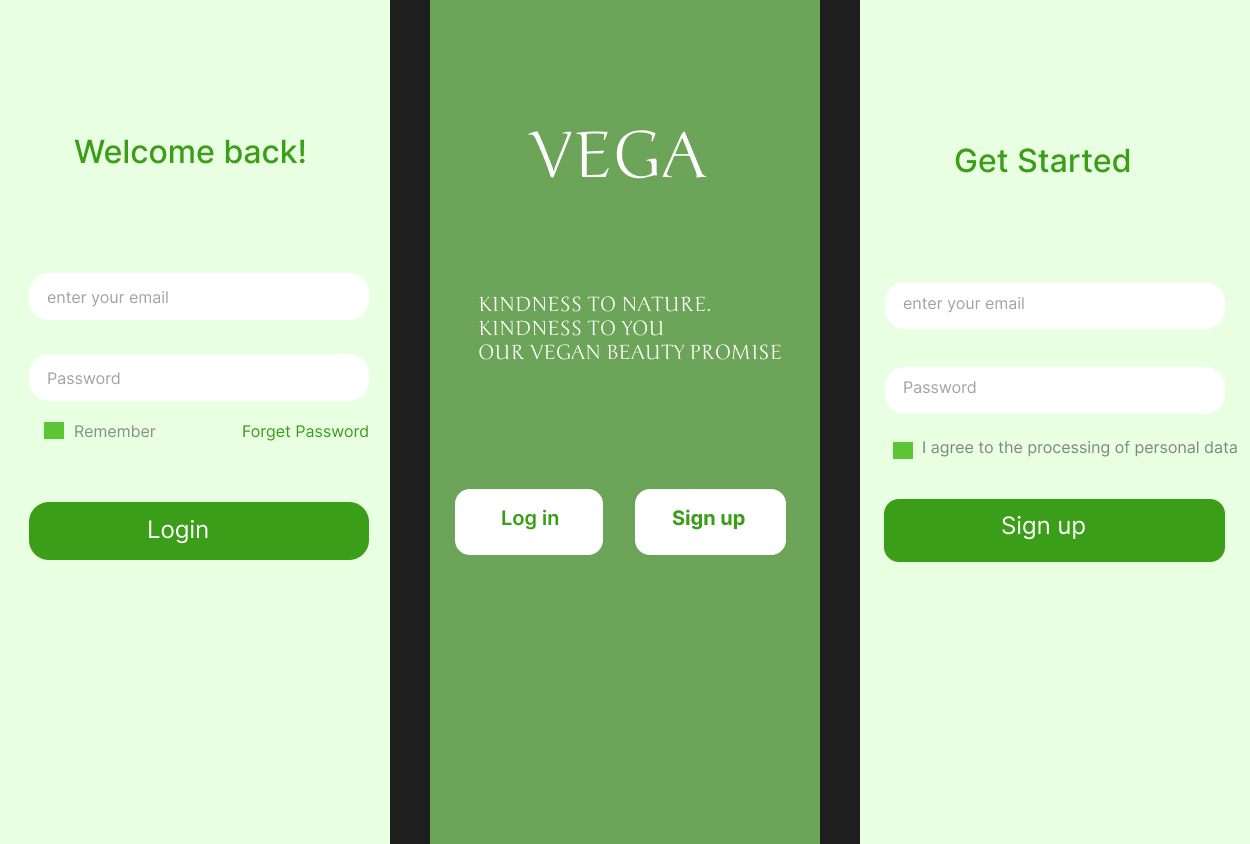 Welcome back!
enter your email
Password
Remember
Forget Password
Login
VEGA
KINDNESS TO NATURE.
KINDNESS TO YOU
OUR VEGAN BEAUTY PROMISE
Log in
Sign up
Get Started
enter your email
Password
I agree to the processing of personal data
Sign up